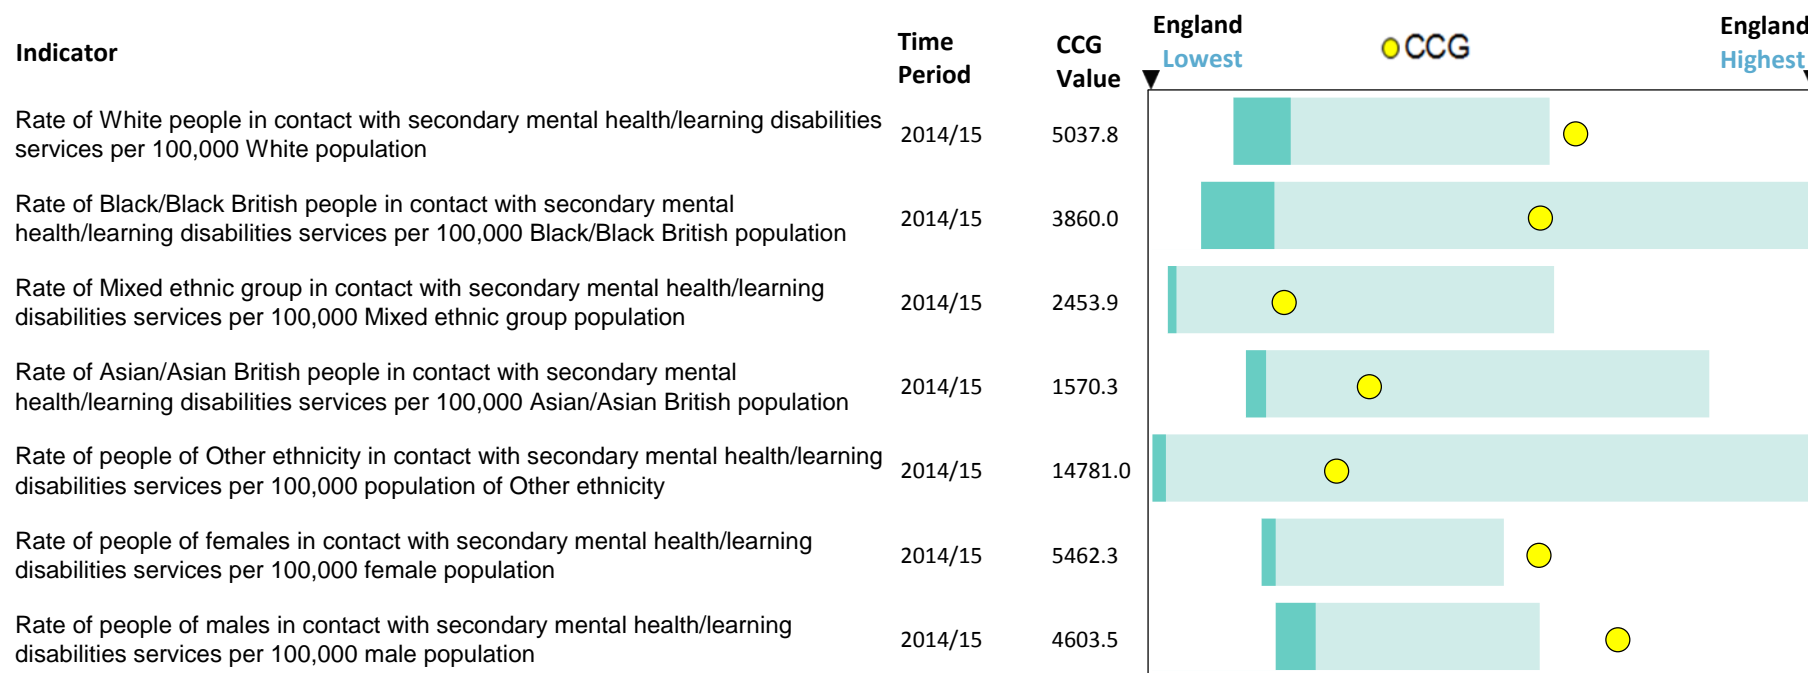 Indicator
Time
Period
CCG
Value
England
Lowest
CCG
England
Highest
Rate of White people in contact with secondary mental health/learning disabilities
services per 100,000 White population
2014/15
5037.8
Rate of Black/Black British people in contact with secondary mental
health/learning disabilities services per 100,000 Black/Black British population
2014/15
3860.0
Rate of Mixed ethnic group in contact with secondary mental health/learning
disabilities services per 100,000 Mixed ethnic group population
2014/15
2453.9
Rate of Asian/Asian British people in contact with secondary mental
health/learning disabilities services per 100,000 Asian/Asian British population
2014/15
1570.3
Rate of people of Other ethnicity in contact with secondary mental health/learning
disabilities services per 100,000 population of Other ethnicity
2014/15
14781.0
Rate of people of females in contact with secondary mental health/learning
disabilities services per 100,000 female population
2014/15
5462.3
Rate of people of males in contact with secondary mental health/learning
disabilities services per 100,000 male population
2014/15
4603.5